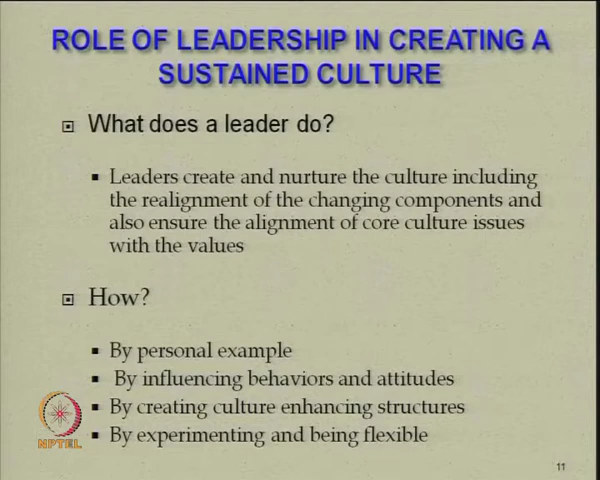 ROLE OF LEADERSHIP IN CREATING A
SUSTAINED CULTURE
What does a leader do?
Leaders create and nurture the culture including
the realignment of the changing components and
also ensure the alignment of core culture issues
with the values
How?
By personal example
By influencing behaviors and attitudes
By creating culture enhancing structures
By experimenting and being flexible
NPTEL
11